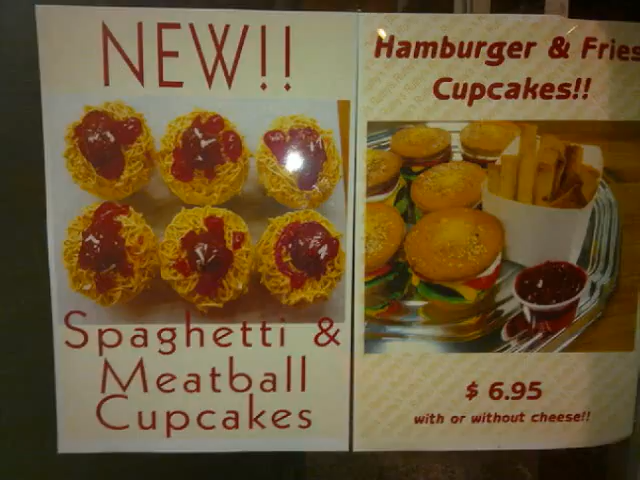 NEW!!
Spaghetti &
Meatball
Cupcakes
Hamburger & Fries
Cupcakes!!
$ 6.95
with or without cheese!!